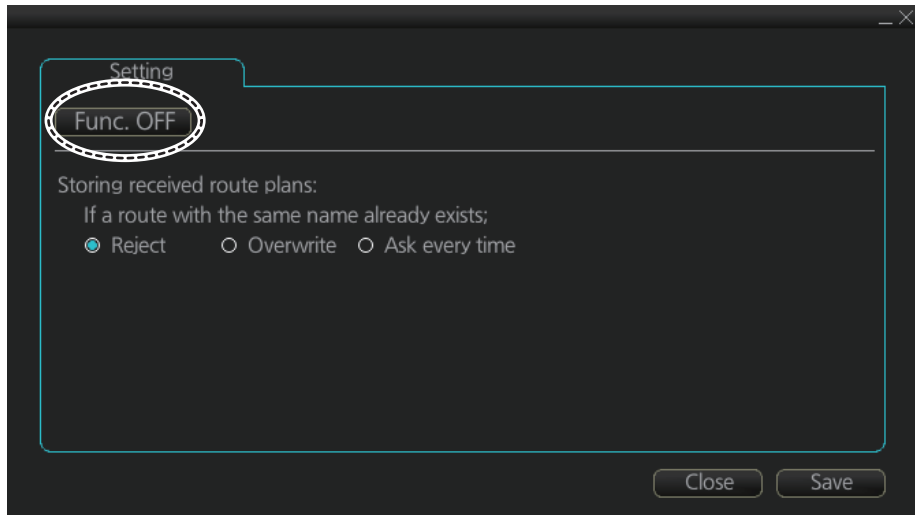 Setting
Func. OFF
Storing received route plans:
If a route with the same name already exists;
Reject Overwrite Ask every time
Close Save